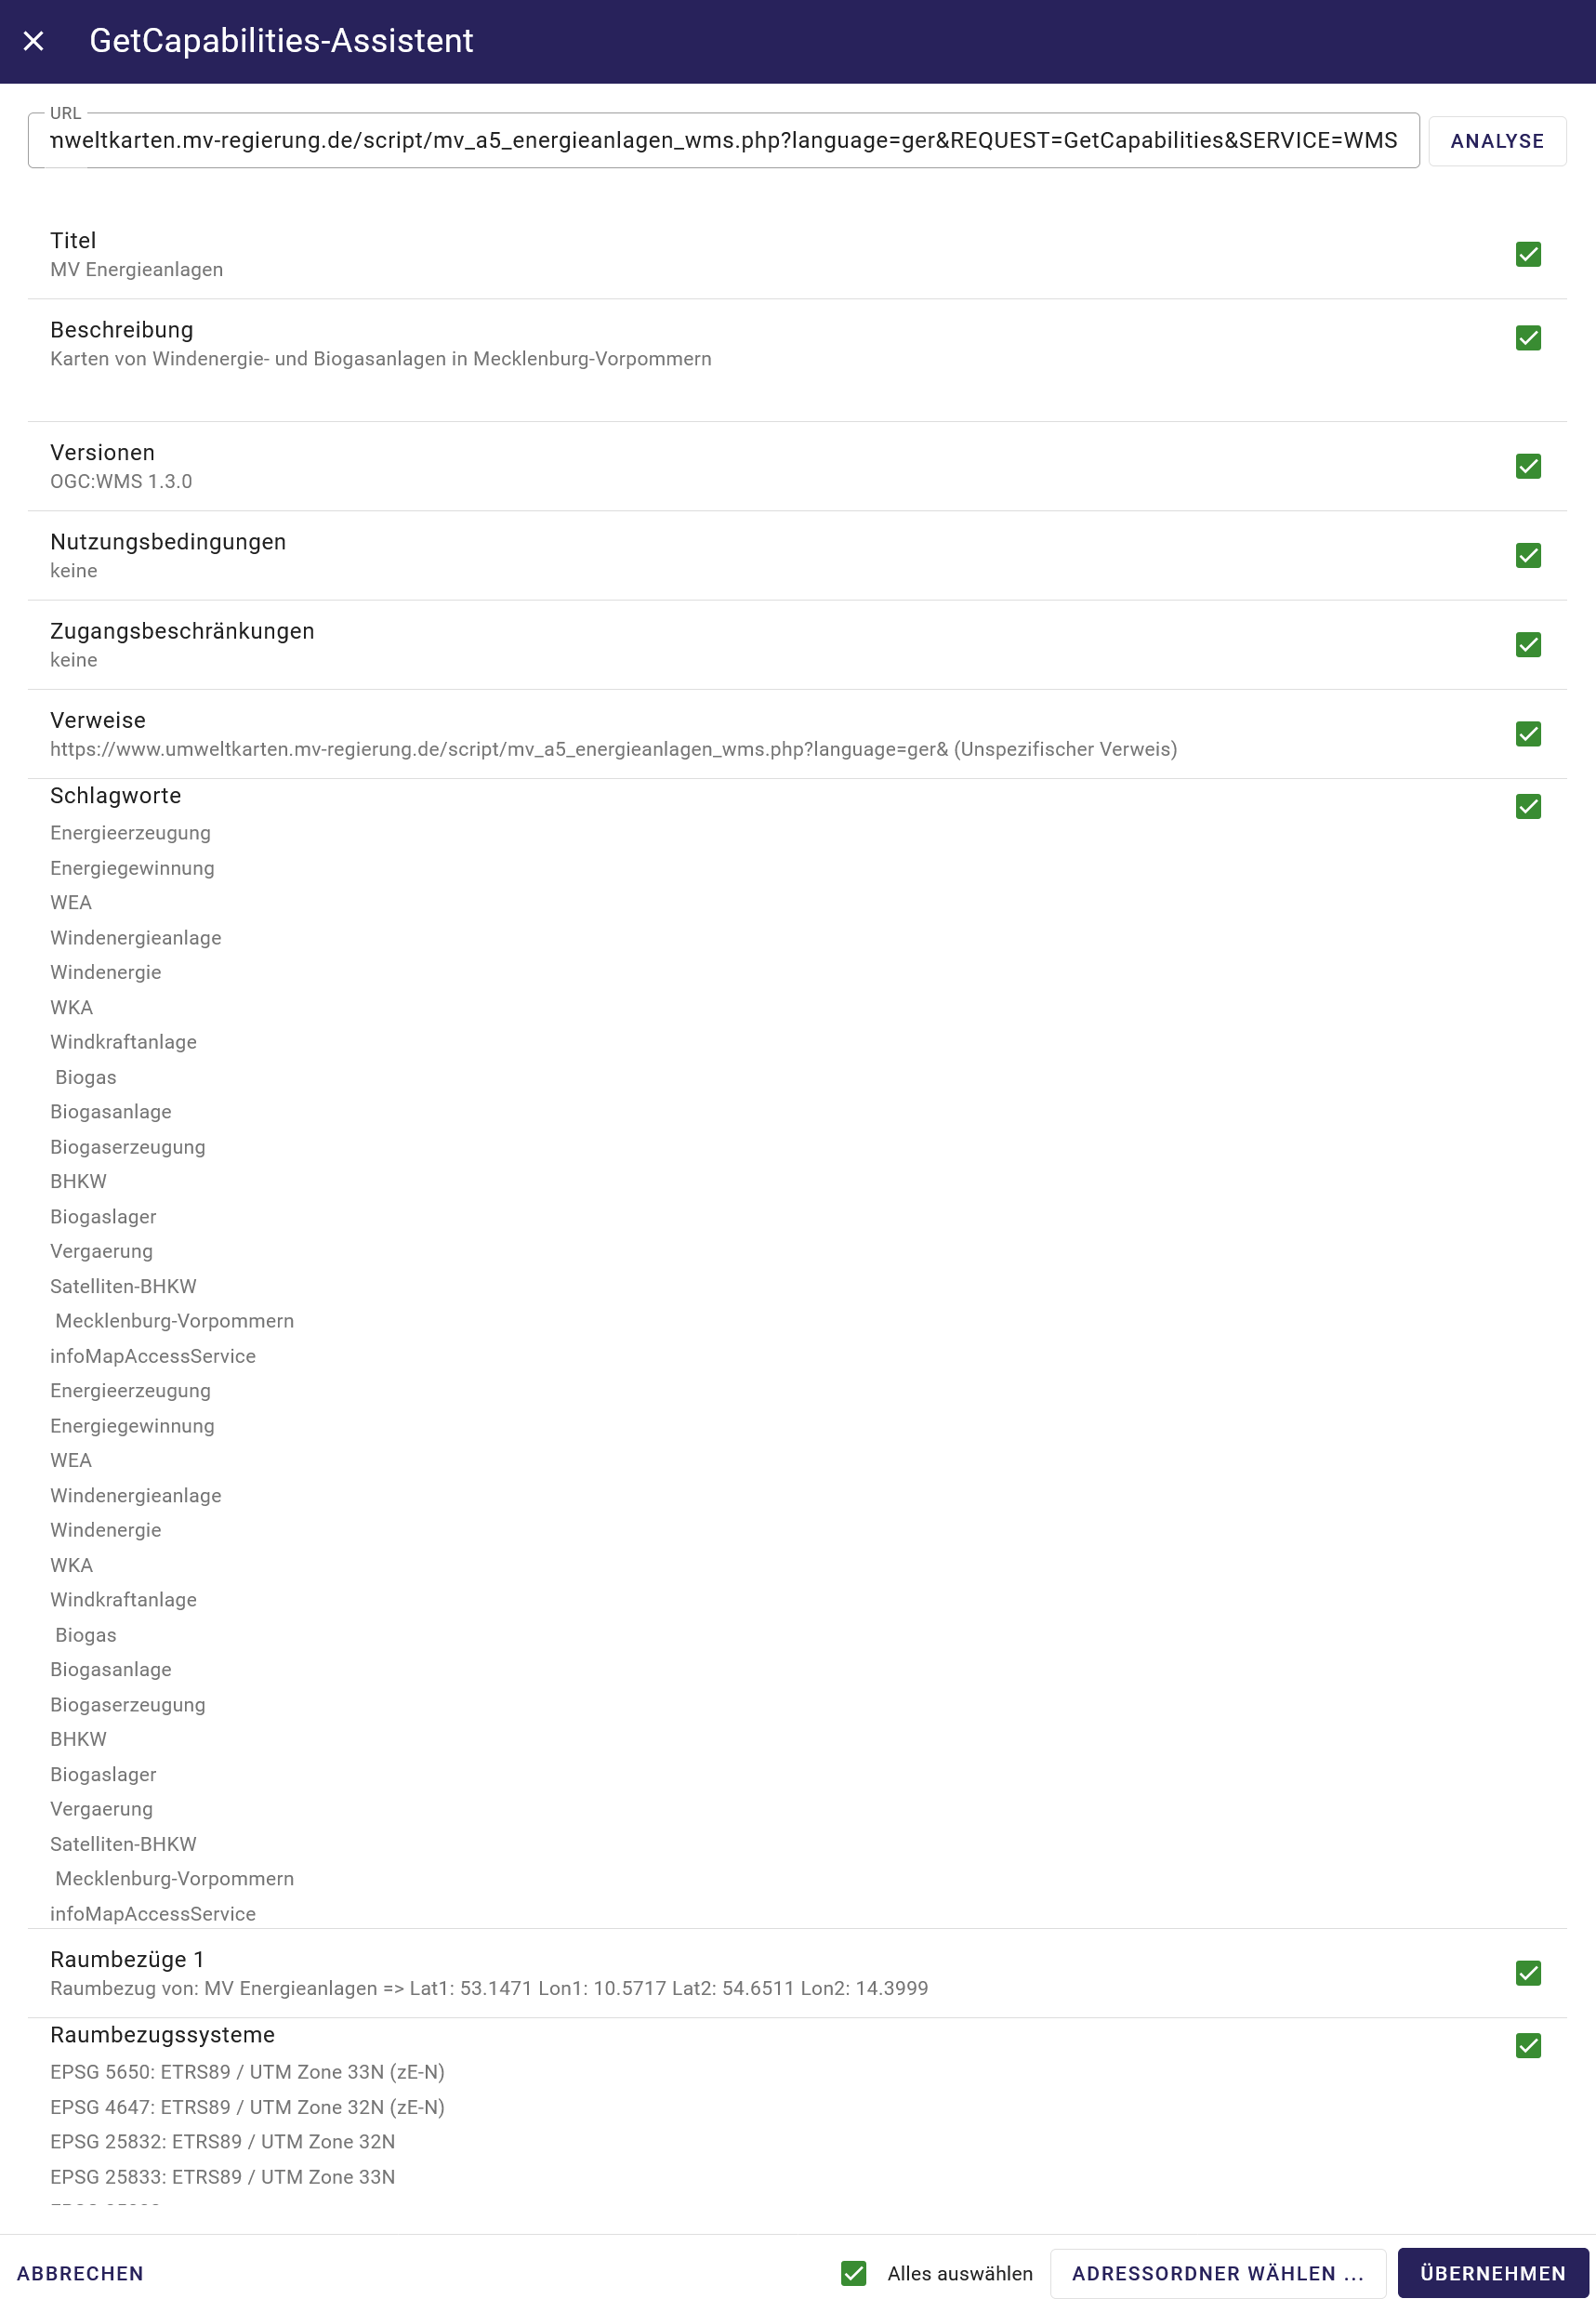 GetCapabilities-Assistent
URL
mweltkarten.mv-regierung.de/script/mv_a5_energieanlagen_wms.php?language=ger&REQUEST=GetCapabilities&SERVICE=WMS
ANALYSE
Titel
MV Energieanlagen
Beschreibung
Karten von Windenergie- und Biogasanlagen in Mecklenburg-Vorpommern
Versionen
OGC:WMS 1.3.0
Nutzungsbedingungen
keine
Zugangsbeschränkungen
keine
Verweise
https://www.umweltkarten.mv-regierung.de/script/mv_a5_energieanlagen_wms.php?language=ger& (Unspezifischer Verweis)
Schlagworte
Energieerzeugung
Energiegewinnung
WEA
Windenergieanlage
Windenergie
WKA
Windkraftanlage
Biogas
Biogasanlage
Biogaserzeugung
BHKW
Biogaslager
Vergaerung
Satelliten-BHKW
Mecklenburg-Vorpommern
infoMapAccessService
Energieerzeugung
Energiegewinnung
WEA
Windenergieanlage
Windenergie
WKA
Windkraftanlage
Biogas
Biogasanlage
Biogaserzeugung
BHKW
Biogaslager
Vergaerung
Satelliten-BHKW
Mecklenburg-Vorpommern
infoMapAccessService
Raumbezüge 1
Raumbezug von: MV Energieanlagen => Lat1: 53.1471 Lon1: 10.5717 Lat2: 54.6511 Lon2: 14.3999
Raumbezugssysteme
EPSG 5650: ETRS89 / UTM Zone 33N (zE-N)
EPSG 4647: ETRS89 / UTM Zone 32N (zE-N)
EPSG 25832: ETRS89 / UTM Zone 32N
EPSG 25833: ETRS89 / UTM Zone 33N
ABBRECHEN
Alles auswählen
ADRESSORDNER WÄHLEN ...
ÜBERNEHMEN